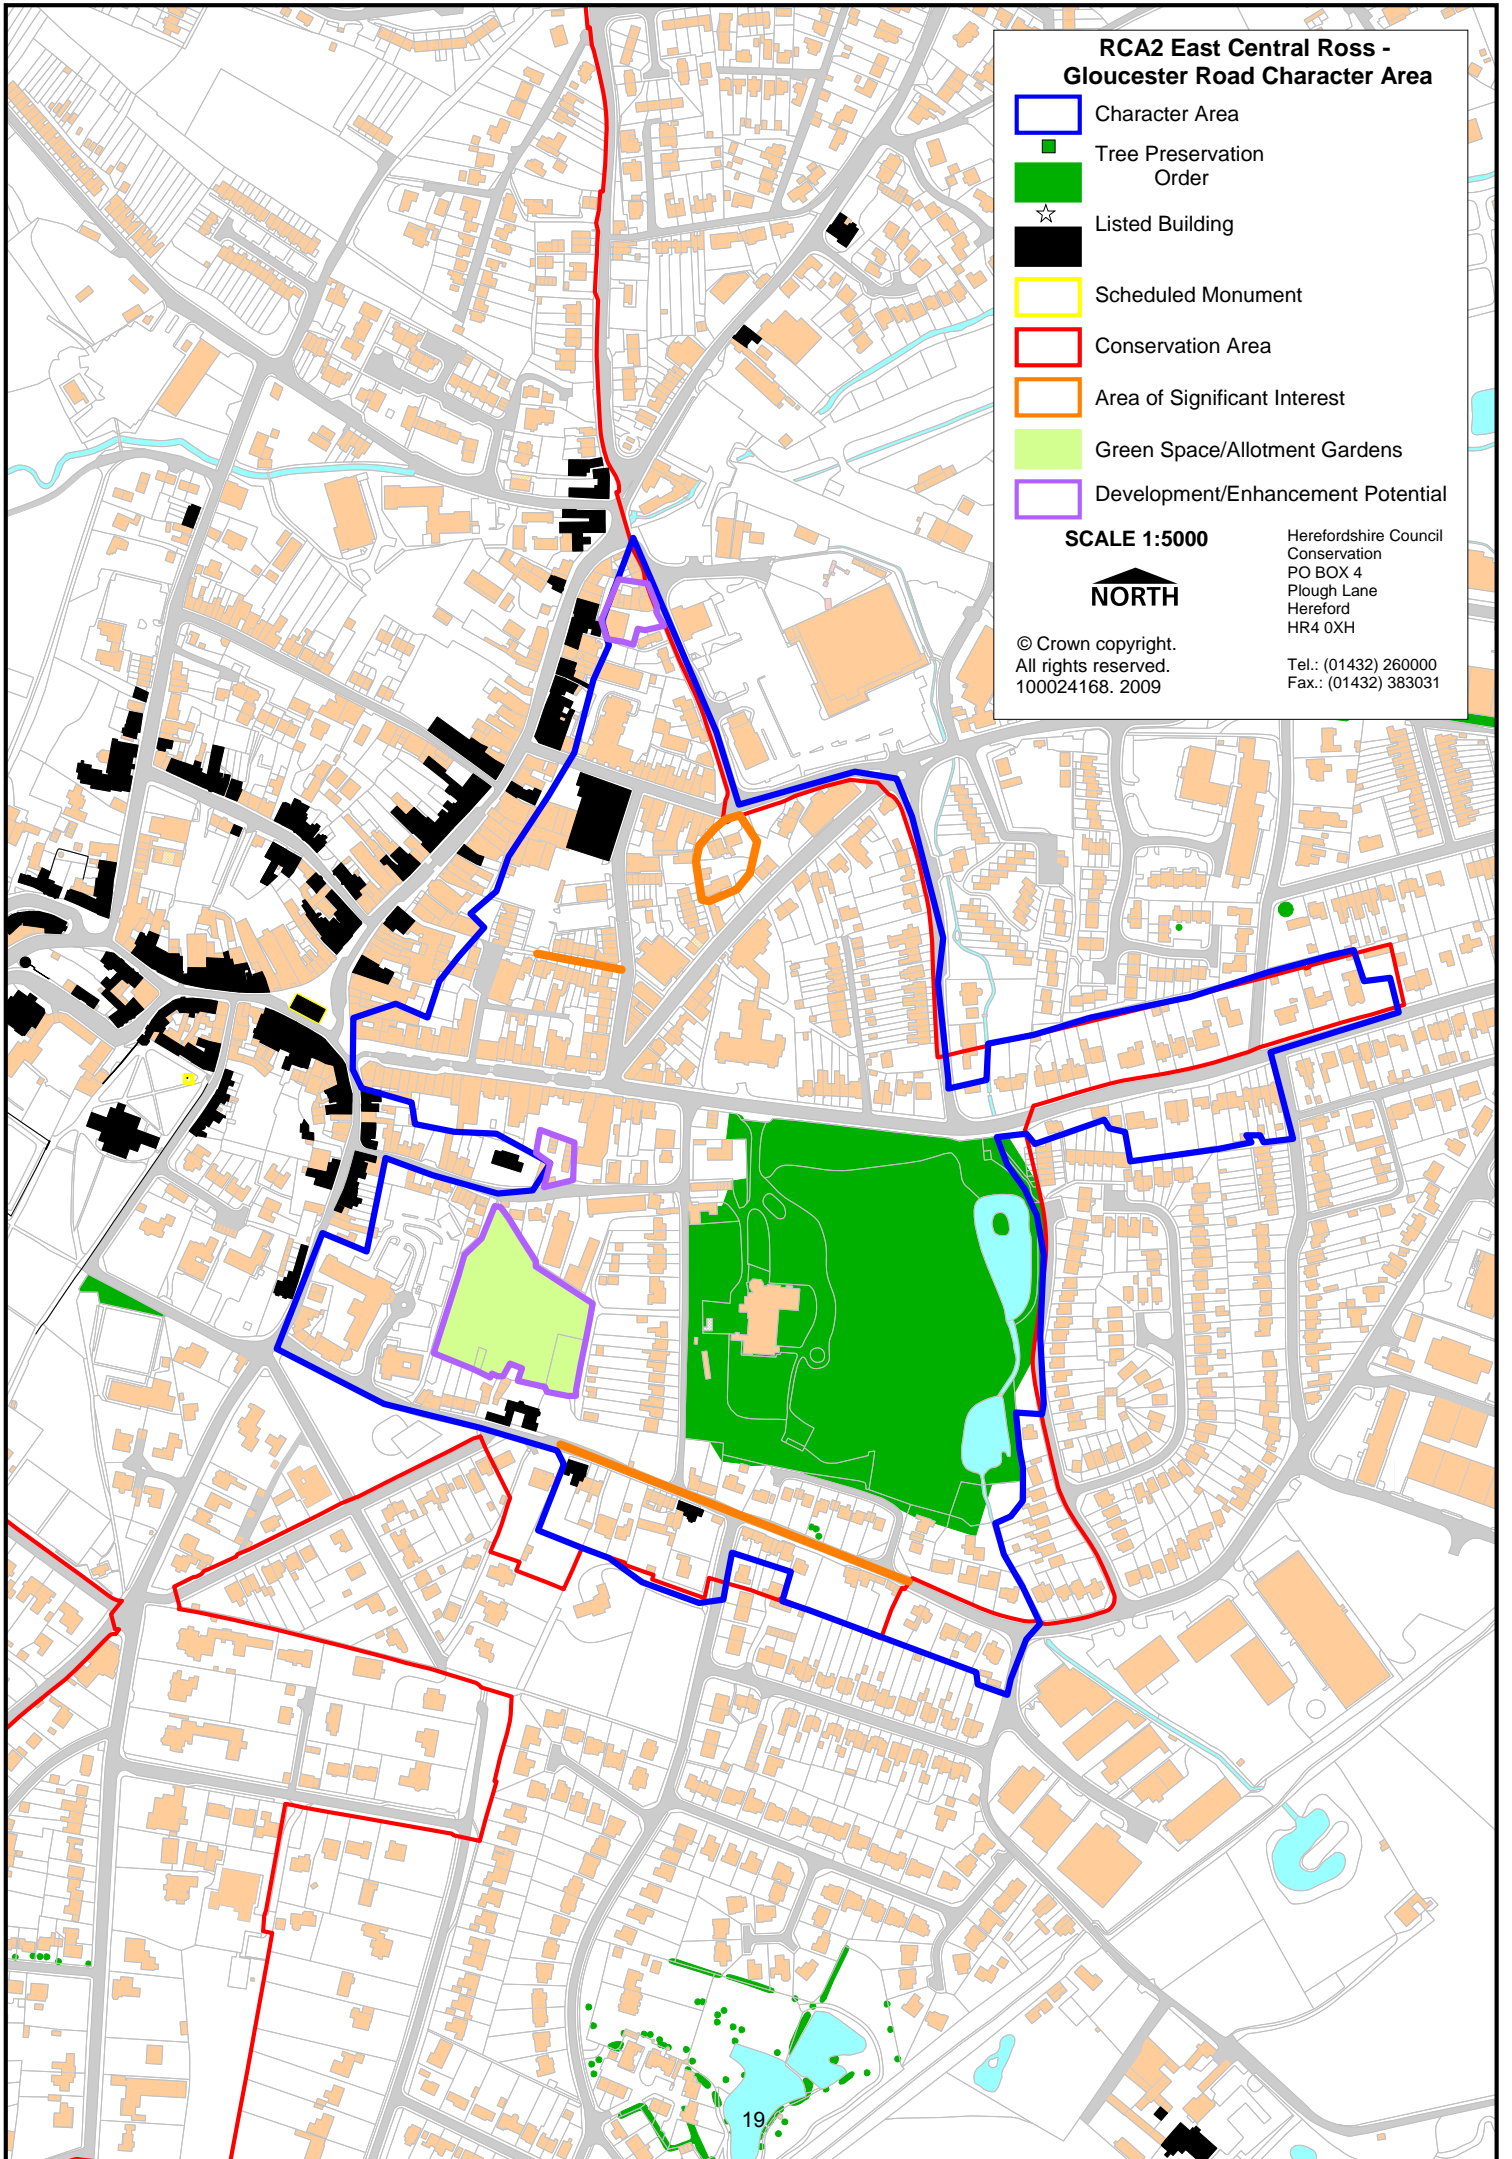 RCA2 East Central Ross -
Gloucester Road Character Area
Character Area
Tree Preservation
Order
Listed Building
Scheduled Monument
Conservation Area
Area of Significant Interest
Green Space/Allotment Gardens
Development/Enhancement Potential
SCALE 1:5000
NORTH
© Crown copyright.
All rights reserved.
100024168. 2009
Herefordshire Council
Conservation
PO BOX 4
Plough Lane
Hereford
HR4 0XH
Tel.: (01432) 260000
Fax.: (01432) 383031
19